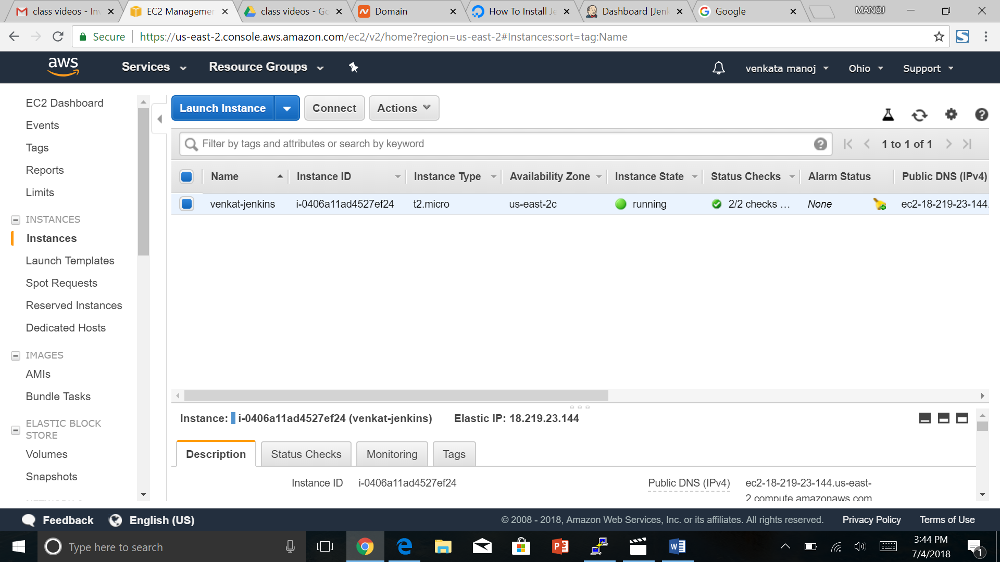 class videos - Inv
EC2 Managemen
class videos - Go
Domain
How To Install Je
Dashboard [Jenk
Google
MANOJ
Secure
https://us-east-2.console.aws.amazon.com/ec2/v2/home?region=us-east-2#Instances:sort=tag:Name
aws
Services
Resource Groups
venkata manoj
Ohio
Support
EC2 Dashboard
Events
Tags
Reports
Limits
INSTANCES
Instances
Launch Templates
Spot Requests
Reserved Instances
Dedicated Hosts
IMAGES
AMIs
Bundle Tasks
ELASTIC BLOCK
STORE
Volumes
Snapshots
Launch Instance
Connect
Actions
Filter by tags and attributes or search by keyword
1 to 1 of 1
Name Instance ID Instance Type Availability Zone Instance State Status Checks Alarm Status Public DNS (IPv4)
venkat-jenkins i-0406a11ad4527ef24 t2.micro us-east-2c running 2/2 checks … None ec2-18-219-23-144.
Instance: i-0406a11ad4527ef24 (venkat-jenkins) Elastic IP: 18.219.23.144
Description
Status Checks
Monitoring
Tags
Instance ID i-0406a11ad4527ef24
Public DNS (IPv4) ec2-18-219-23-144.us-east-
2.compute.amazonaws.com
Feedback
English (US)
© 2008 - 2018, Amazon Web Services, Inc. or its affiliates. All rights reserved.
Privacy Policy
Terms of Use
Type here to search
3:44 PM
7/4/2018
1